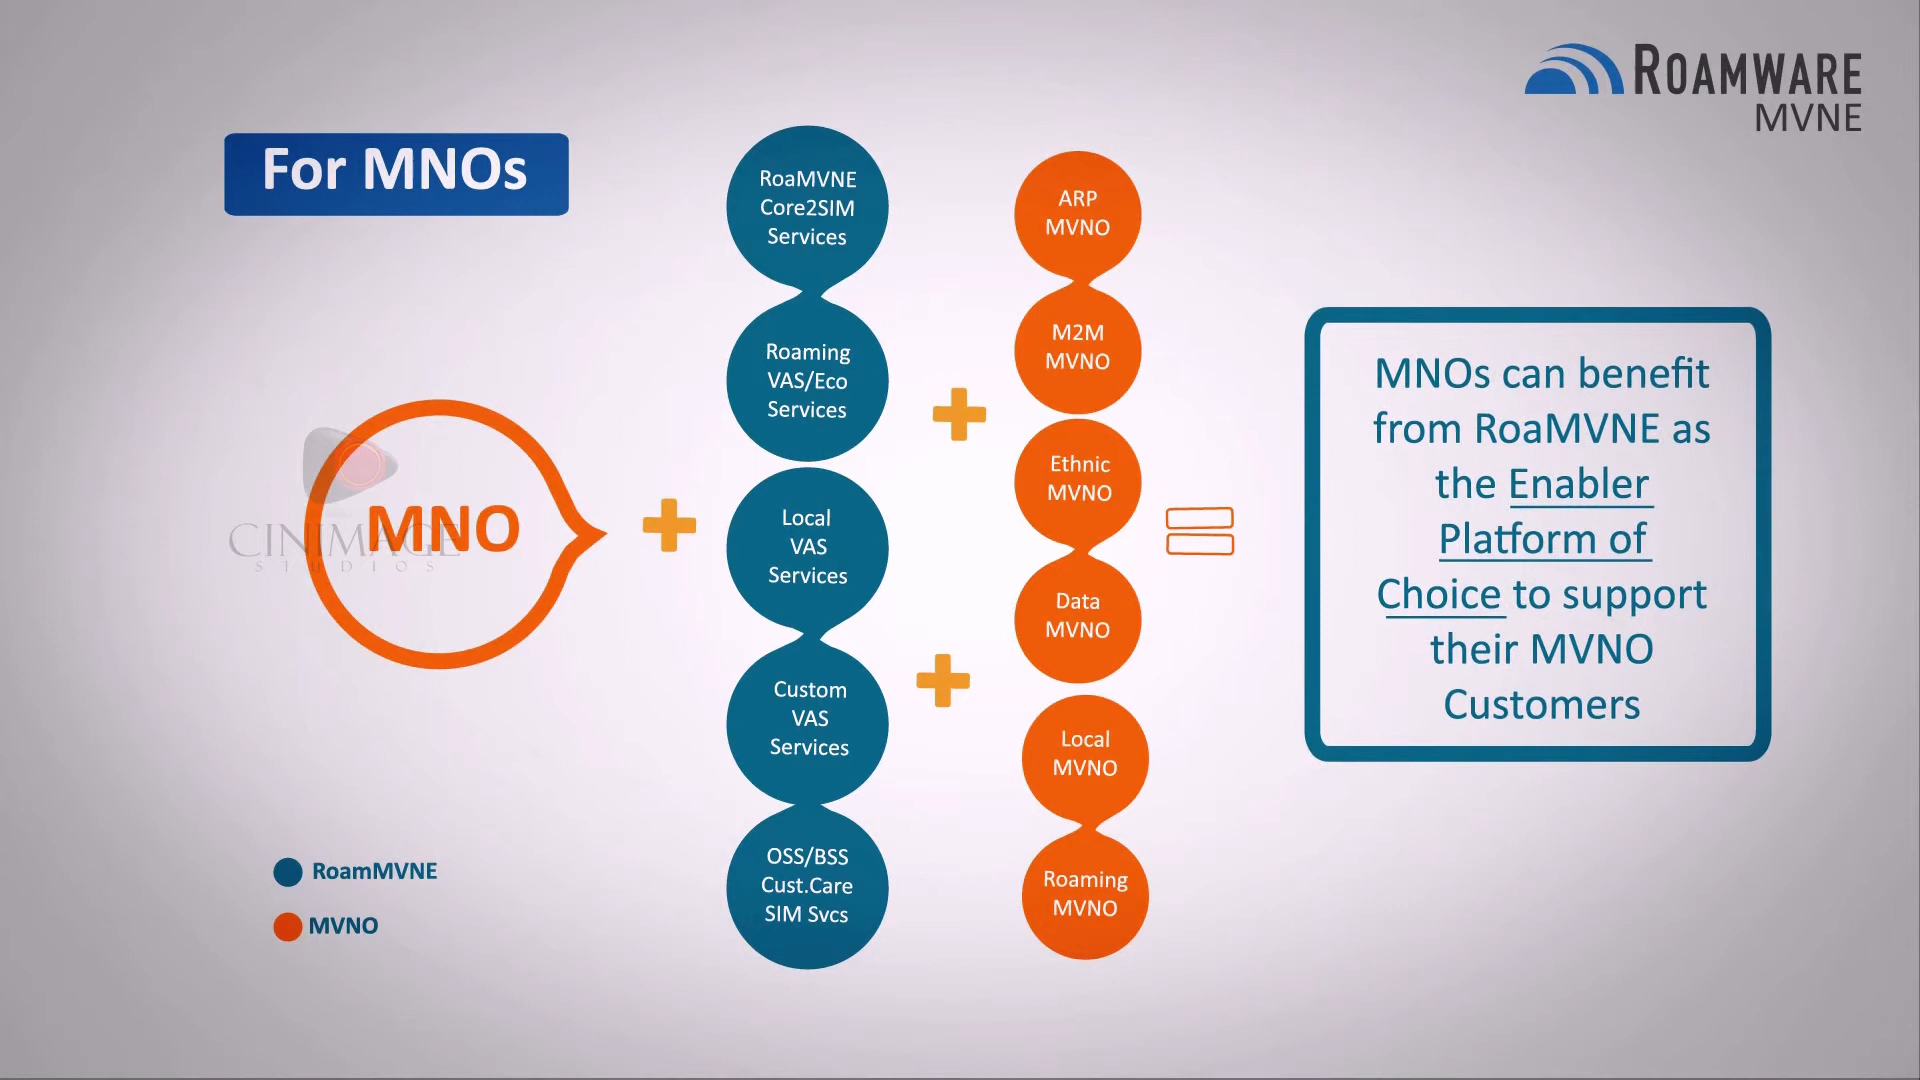 ROAMWARE
MVNE
For MNOs
MNO
CINIMAGE
STUDIOS
RoaMVNE
Core2SIM
Services
Roaming
VAS/Eco
Services
Local
VAS
Services
Custom
VAS
Services
OSS/BSS
Cust.Care
SIM Svcs
ARP
MVNO
M2M
MVNO
Ethnic
MVNO
Data
MVNO
Local
MVNO
Roaming
MVNO
MNOs can benefit
from RoaMVNE as
the Enabler
Platform of
Choice to support
their MVNO
Customers
RoamMVNE
MVNO